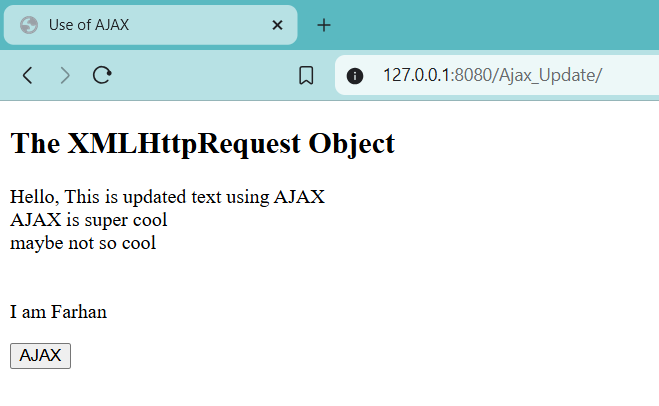 Use of AJAX
127.0.0.1:8080/Ajax_Update/
The XMLHttpRequest Object
Hello, This is updated text using AJAX
AJAX is super cool
maybe not so cool
I am Farhan
AJAX